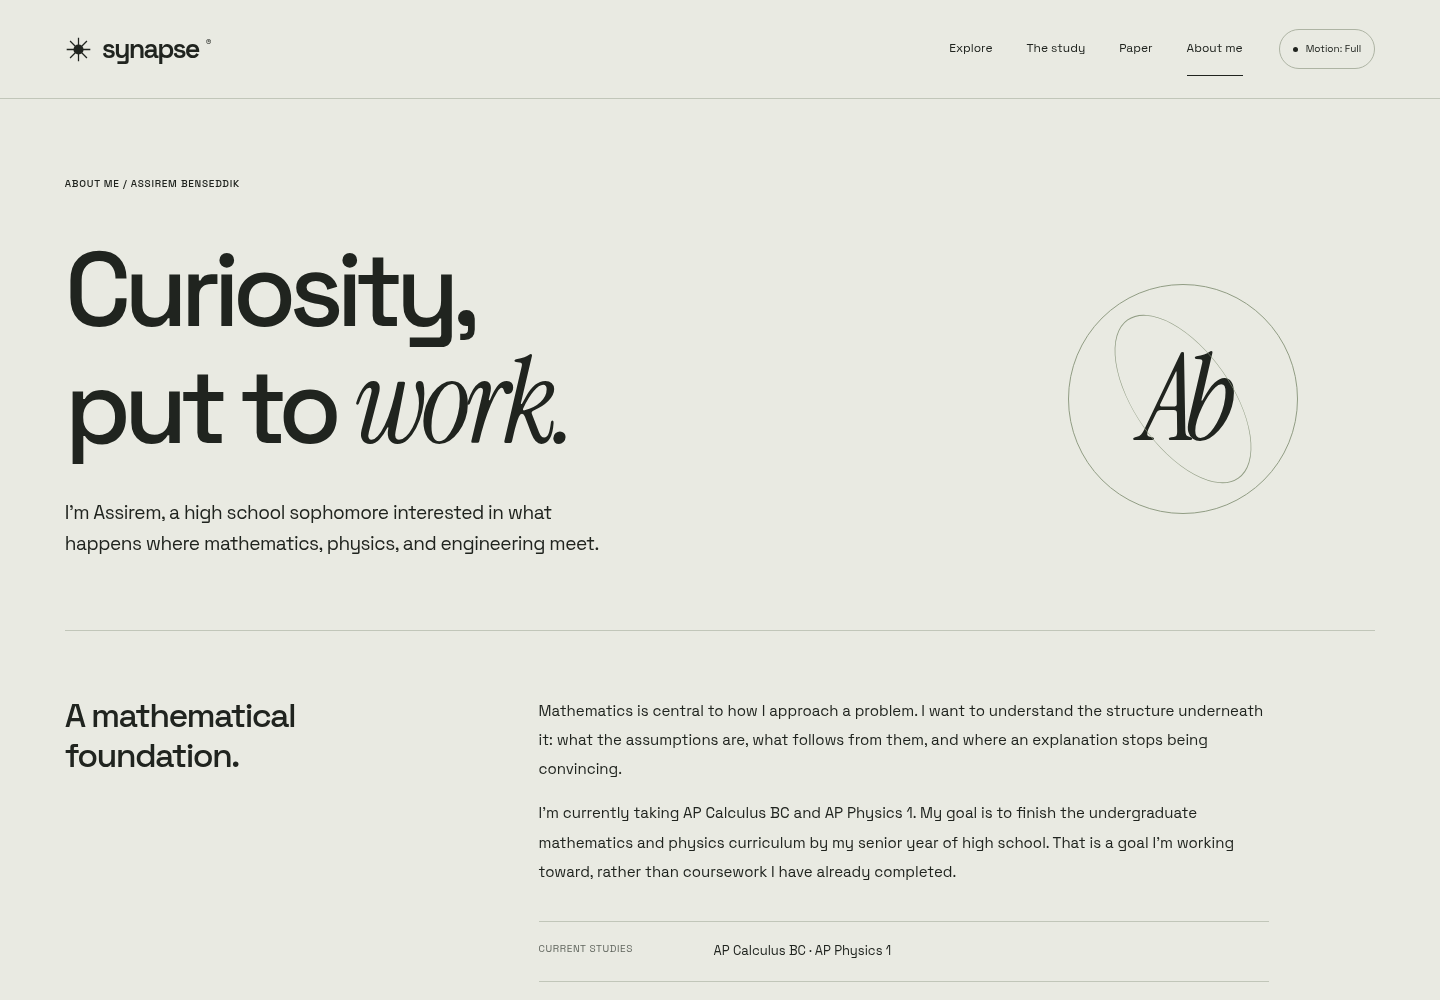 synapse ®
Explore
The study
Paper
About me
Motion: Full
ABOUT ME / ASSIREM BENSEDDIK
Curiosity,
put to work.
Ab
I'm Assirem, a high school sophomore interested in what
happens where mathematics, physics, and engineering meet.
A mathematical
foundation.
Mathematics is central to how I approach a problem. I want to understand the structure underneath
it: what the assumptions are, what follows from them, and where an explanation stops being
convincing.
I'm currently taking AP Calculus BC and AP Physics 1. My goal is to finish the undergraduate
mathematics and physics curriculum by my senior year of high school. That is a goal I'm working
toward, rather than coursework I have already completed.
CURRENT STUDIES
AP Calculus BC · AP Physics 1